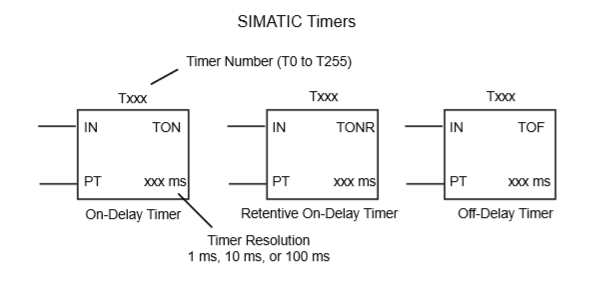 SIMATIC Timers
Timer Number (T0 to T255)
Txxx
Txxx
Txxx
IN TON
IN TONR
IN TOF
PT xxx ms
PT xxx ms
PT xxx ms
On-Delay Timer
Retentive On-Delay Timer
Off-Delay Timer
Timer Resolution
1 ms, 10 ms, or 100 ms